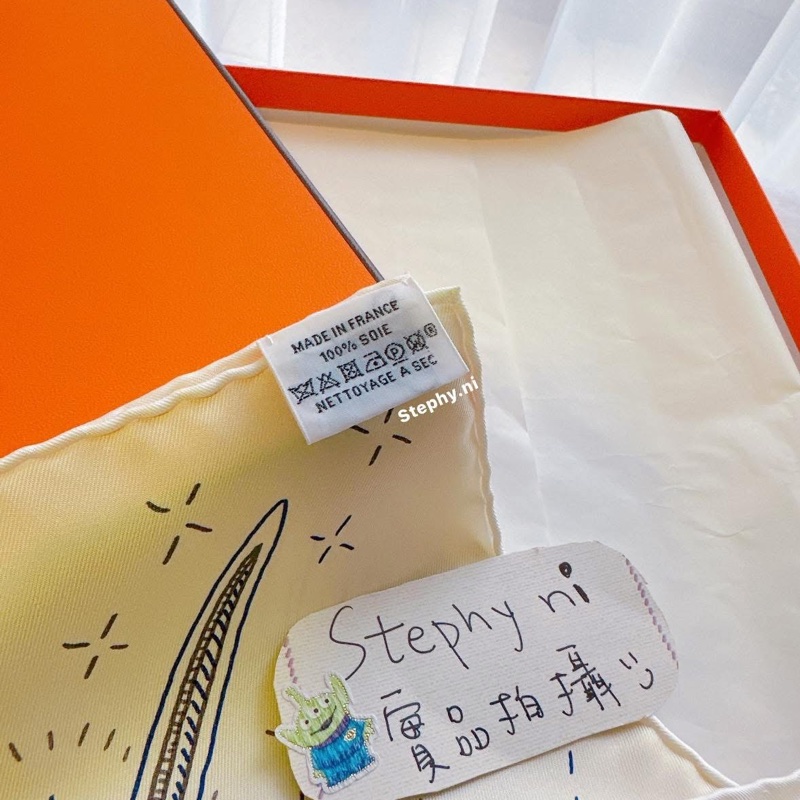 MADE IN FRANCE
100% SOIE
NETTOYAGE A SEC
Stephy.ni
Stephy ni
實品拍攝